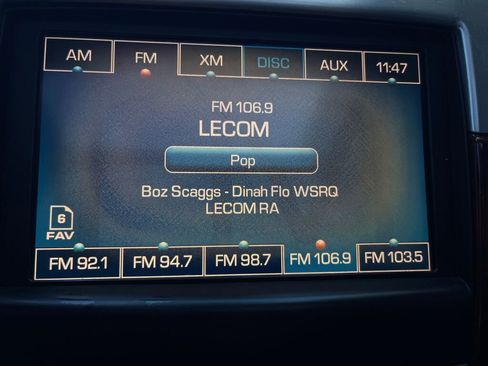 AM FM XM DISC AUX 11:47
FM 106.9
LECOM
Pop
Boz Scaggs - Dinah Flo WSRQ
LECOM RA
6
FAV
FM 92.1 FM 94.7 FM 98.7 FM 106.9 FM 103.5